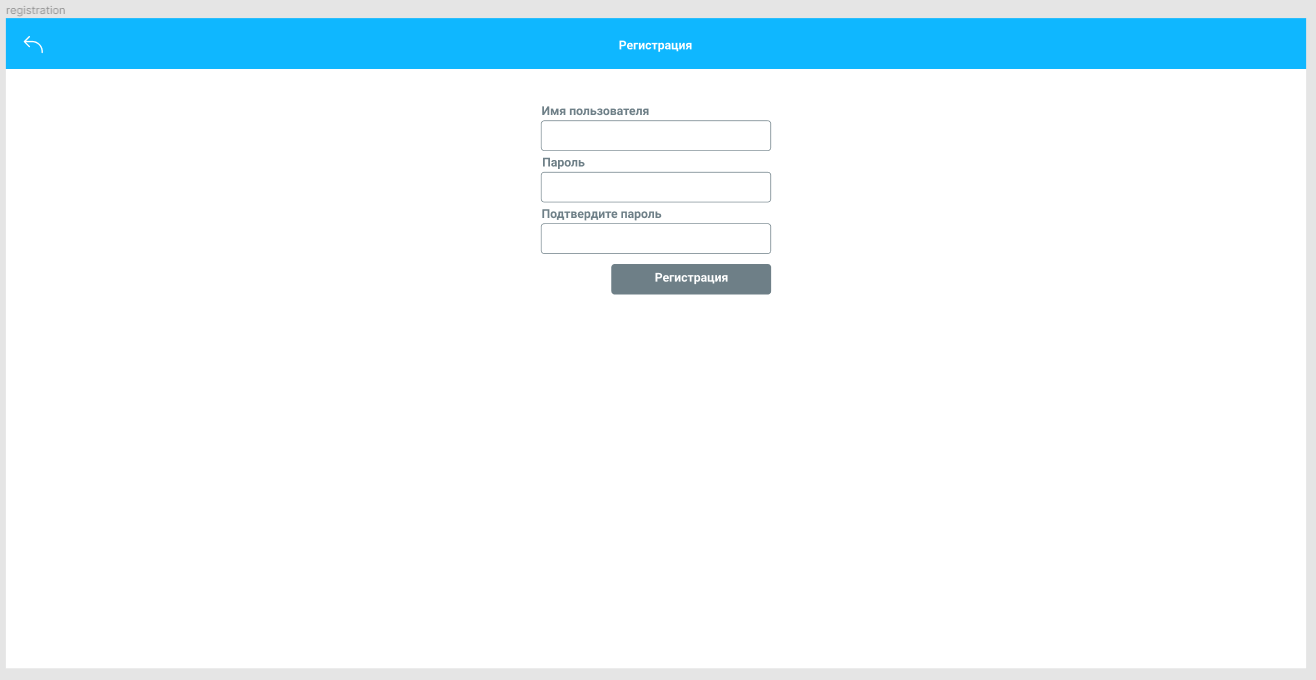 registration
Регистрация
Имя пользователя
Пароль
Подтвердите пароль
Регистрация